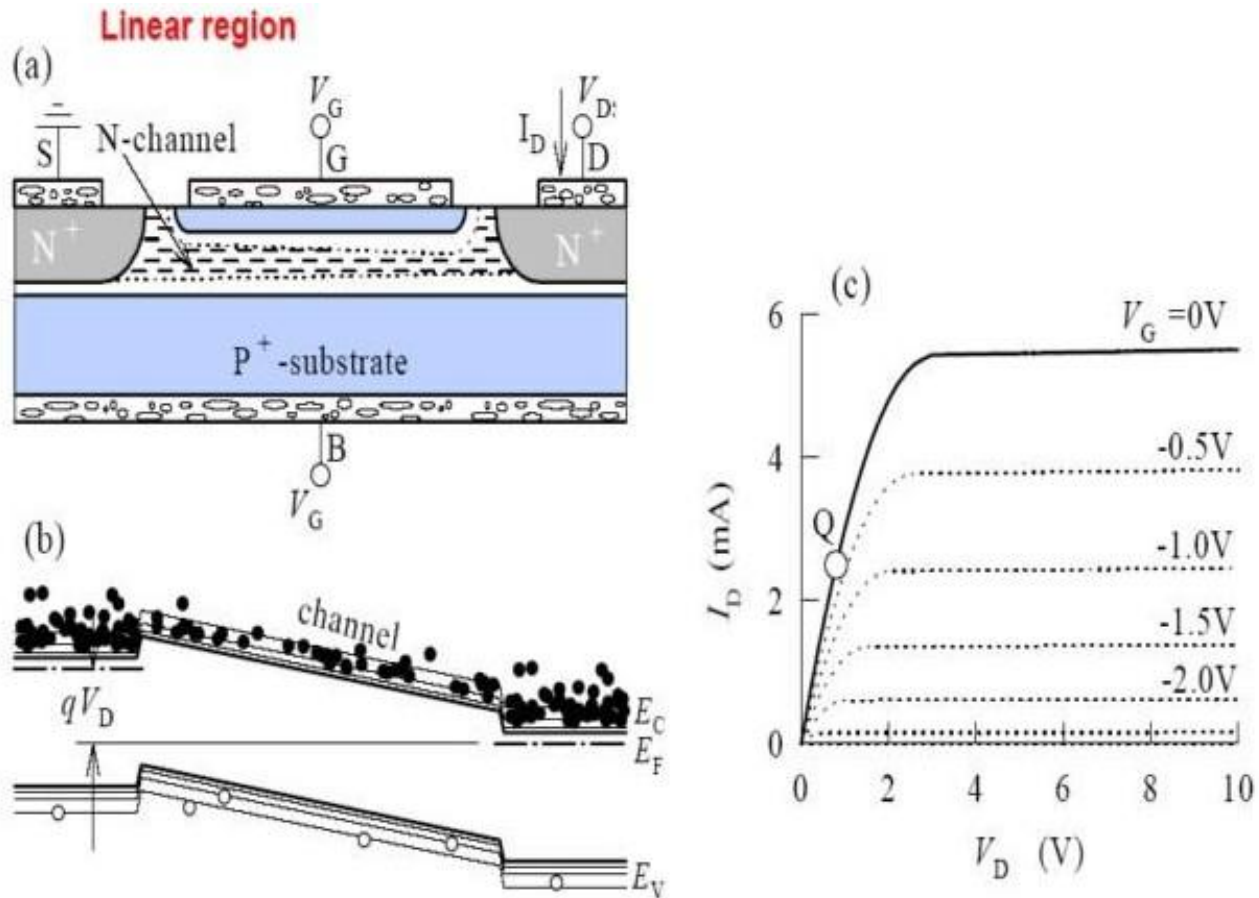 Linear region
(a)
V_G
V_D:
I_D
S
N-channel
G
D
N+
N+
P+-substrate
B
V_G
(b)
channel
qV_D
E_C
E_F
E_V
(c)
V_G =0V
-0.5V
-1.0V
-1.5V
-2.0V
Q
I_D (mA)
6
4
2
0
0 2 4 6 8 10
V_D (V)